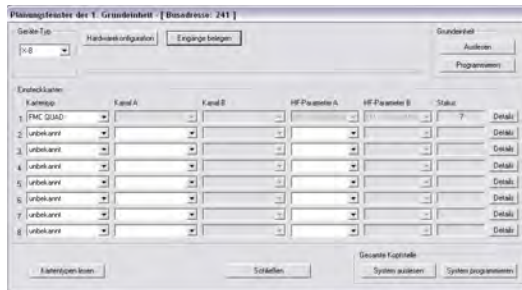 Planungsfenster der 1. Grundeinheit - [ Busadresse: 241 ]
Geräte-Typ
X-8
Hardwarekonfiguration
Eingänge belegen
Grundeinheit
Auslesen
Programmieren
Einsteckkarten
Kartentyp Kanal A Kanal B HF-Parameter A HF-Parameter B Status
1 FMC QUAD 7 Details
2 unbekannt Details
3 unbekannt Details
4 unbekannt Details
5 unbekannt Details
6 unbekannt Details
7 unbekannt Details
8 unbekannt Details
Gesamte Kopfstelle
Kartentypen lesen Schließen System auslesen System programmieren